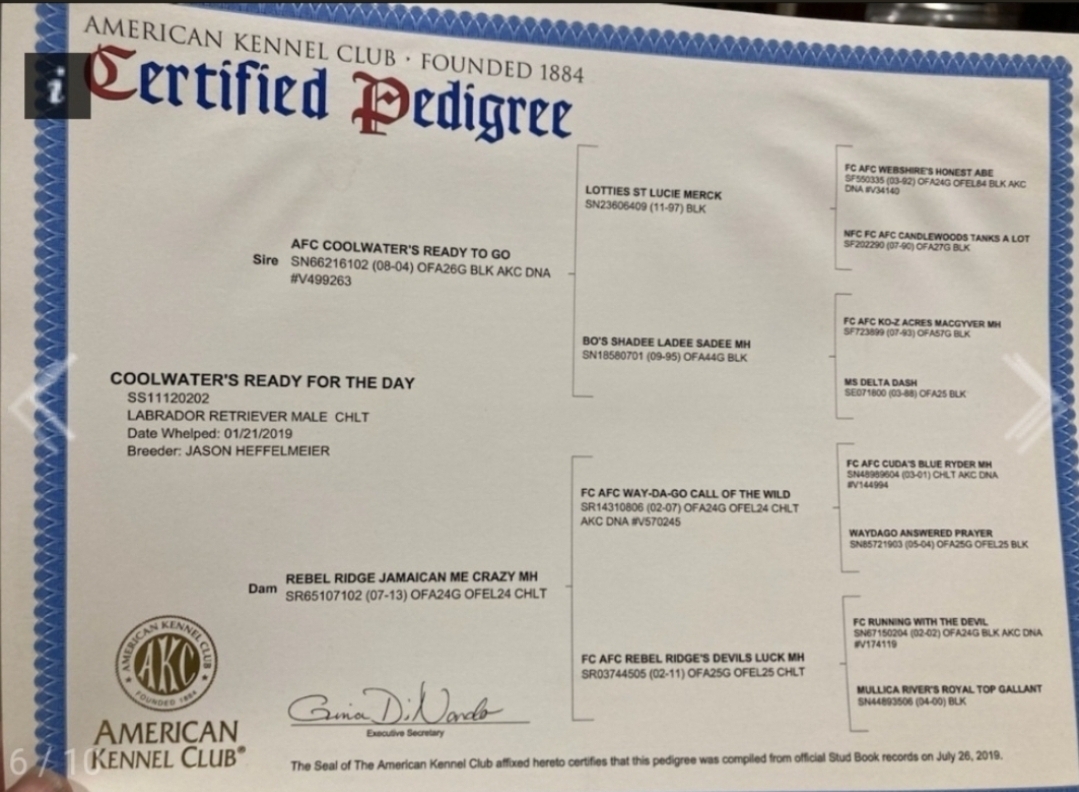 AMERICAN KENNEL CLUB · FOUNDED 1884
Certified Pedigree
i
FC AFC WEBSHIRE'S HONEST ABE
SF550335 (03-92) OFA24G OFEL84 BLK AKC
DNA #V34140
LOTTIES ST LUCIE MERCK
SN23606409 (11-97) BLK
NFC FC AFC CANDLEWOODS TANKS A LOT
SF202290 (07-90) OFA27G BLK
AFC COOLWATER'S READY TO GO
Sire SN66216102 (08-04) OFA26G BLK AKC DNA
#V499263
FC AFC KO-Z ACRES MACGYVER MH
SF723899 (07-93) OFA57G BLK
BO'S SHADEE LADEE SADEE MH
SN18580701 (09-95) OFA44G BLK
MS DELTA DASH
SE071600 (03-88) OFA25 BLK
COOLWATER'S READY FOR THE DAY
SS11120202
LABRADOR RETRIEVER MALE CHLT
Date Whelped: 01/21/2019
Breeder: JASON HEFFELMEIER
FC AFC CUDA'S BLUE RYDER MH
SN48989604 (03-01) CHLT AKC DNA
#V144994
FC AFC WAY-DA-GO CALL OF THE WILD
SR14310806 (02-07) OFA24G OFEL24 CHLT
AKC DNA #V570245
WAYDAGO ANSWERED PRAYER
SN85721903 (05-04) OFA25G OFEL25 BLK
REBEL RIDGE JAMAICAN ME CRAZY MH
Dam SR65107102 (07-13) OFA24G OFEL24 CHLT
FC RUNNING WITH THE DEVIL
SN67150204 (02-02) OFA24G BLK AKC DNA
#V174119
FC AFC REBEL RIDGE'S DEVILS LUCK MH
SR03744505 (02-11) OFA25G OFEL25 CHLT
MULLICA RIVER'S ROYAL TOP GALLANT
SN44893506 (04-00) BLK
AMERICAN KENNEL CLUB
AKC
FOUNDED 1884
Gina DiNardo
Executive Secretary
AMERICAN
KENNEL CLUB®
6 / 10
The Seal of The American Kennel Club affixed hereto certifies that this pedigree was compiled from official Stud Book records on July 26, 2019.